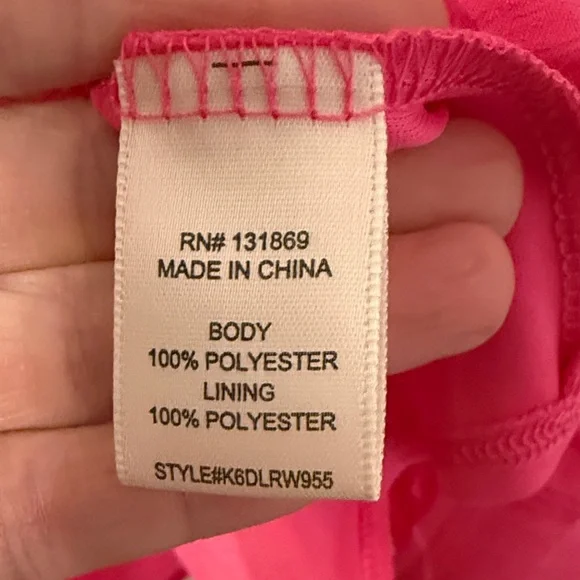 RN# 131869
MADE IN CHINA
BODY
100% POLYESTER
LINING
100% POLYESTER
STYLE#K6DLRW955